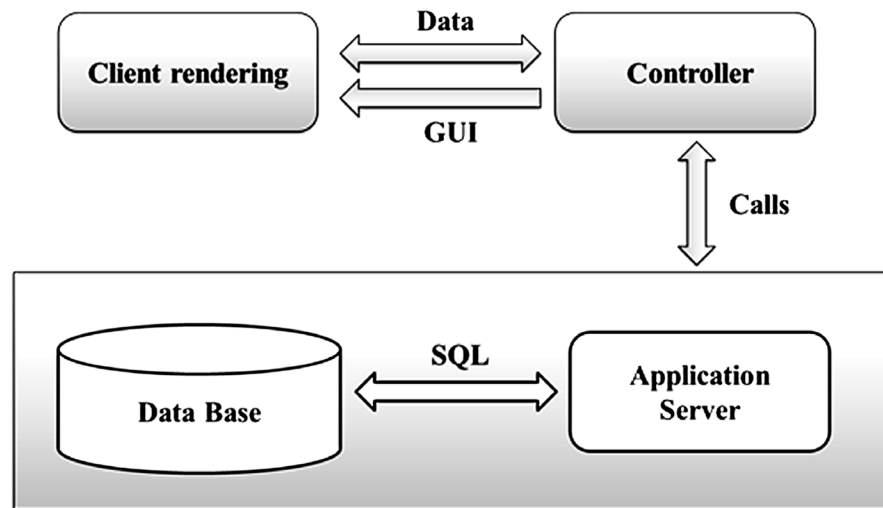 Data
Client rendering
Controller
GUI
Calls
SQL
Data Base
Application
Server